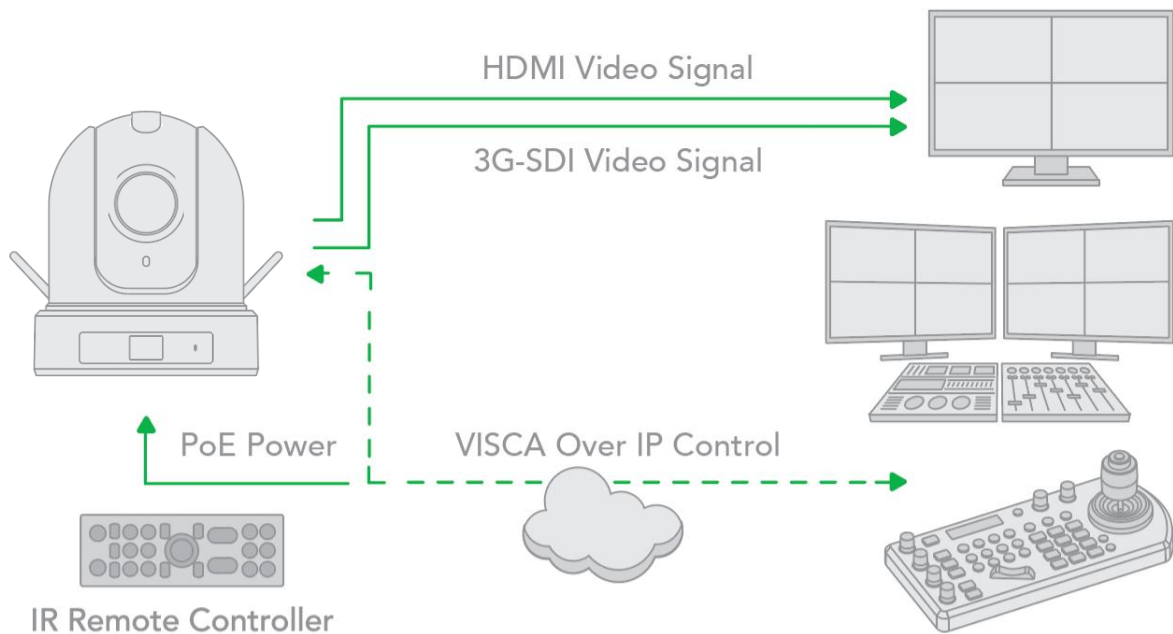 HDMI Video Signal
3G-SDI Video Signal
PoE Power
VISCA Over IP Control
IR Remote Controller